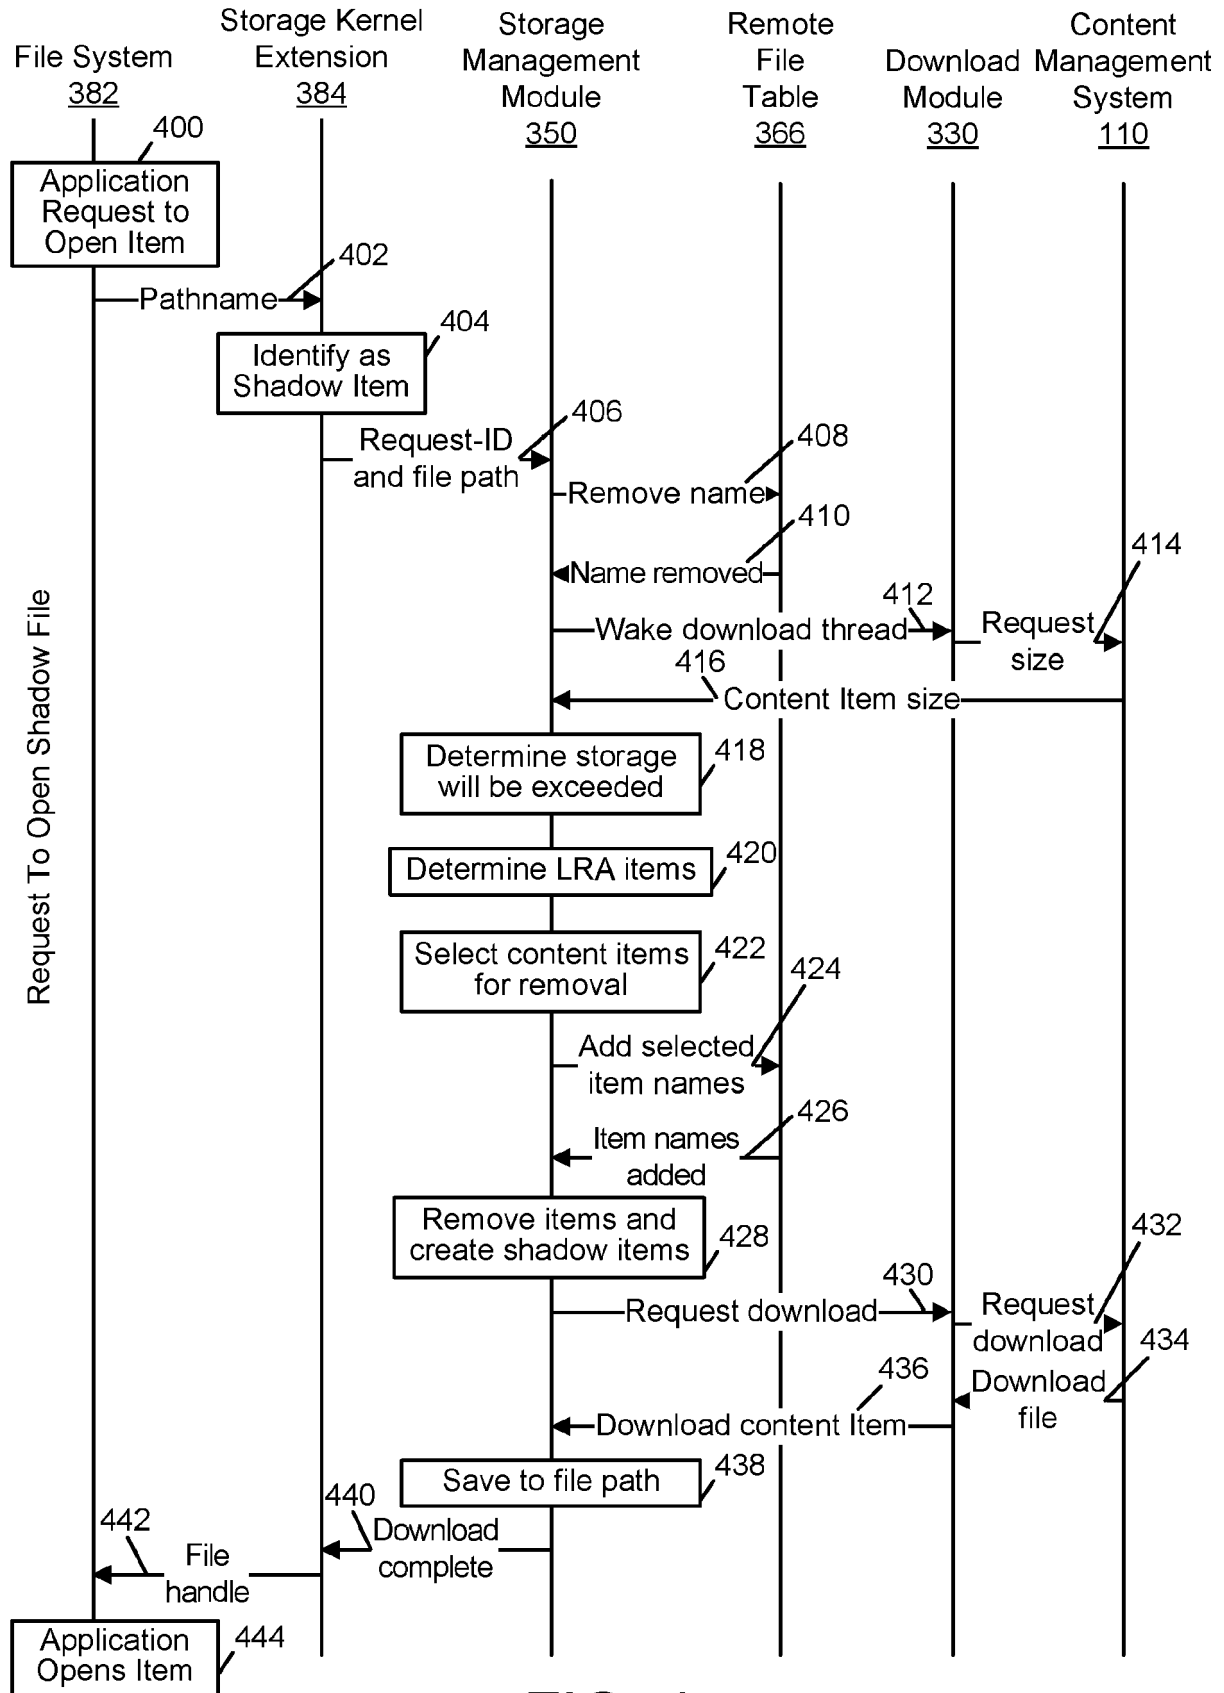 File System
382
Storage Kernel
Extension
384
Storage
Management
Module
350
Remote
File
Table
366
Download
Module
330
Content
Management
System
110
400
Application
Request to
Open Item
402
Pathname
404
Identify as
Shadow Item
406
Request-ID
and file path
408
Remove name
410
Name removed
412
Wake download thread
414
Request
size
416
Content Item size
Request To Open Shadow File
Determine storage
will be exceeded
418
Determine LRA items
420
Select content items
for removal
422
424
Add selected
item names
426
Item names
added
Remove items and
create shadow items
428
430
Request download
432
Request
download
434
Download
file
436
Download content Item
Save to file path
438
440
Download
complete
442
File
handle
Application
Opens Item
444